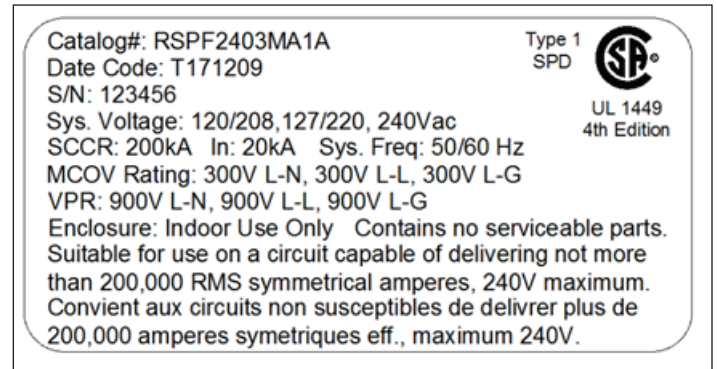 Catalog#: RSPF2403MA1A
Type 1
SPD
Date Code: T171209
S/N: 123456
UL 1449
4th Edition
Sys. Voltage: 120/208,127/220, 240Vac
SCCR: 200kA In: 20kA Sys. Freq: 50/60 Hz
MCOV Rating: 300V L-N, 300V L-L, 300V L-G
VPR: 900V L-N, 900V L-L, 900V L-G
Enclosure: Indoor Use Only Contains no serviceable parts.
Suitable for use on a circuit capable of delivering not more
than 200,000 RMS symmetrical amperes, 240V maximum.
Convient aux circuits non susceptibles de delivrer plus de
200,000 amperes symetriques eff., maximum 240V.